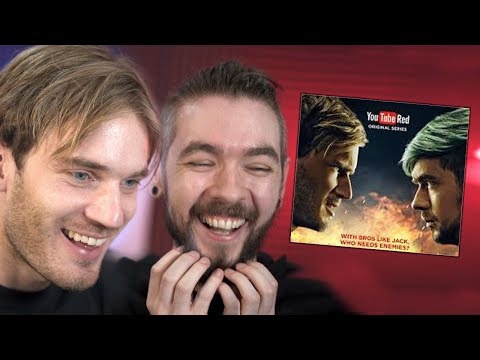 YouTube Red
ORIGINAL SERIES
WITH BROS LIKE JACK,
WHO NEEDS ENEMIES?